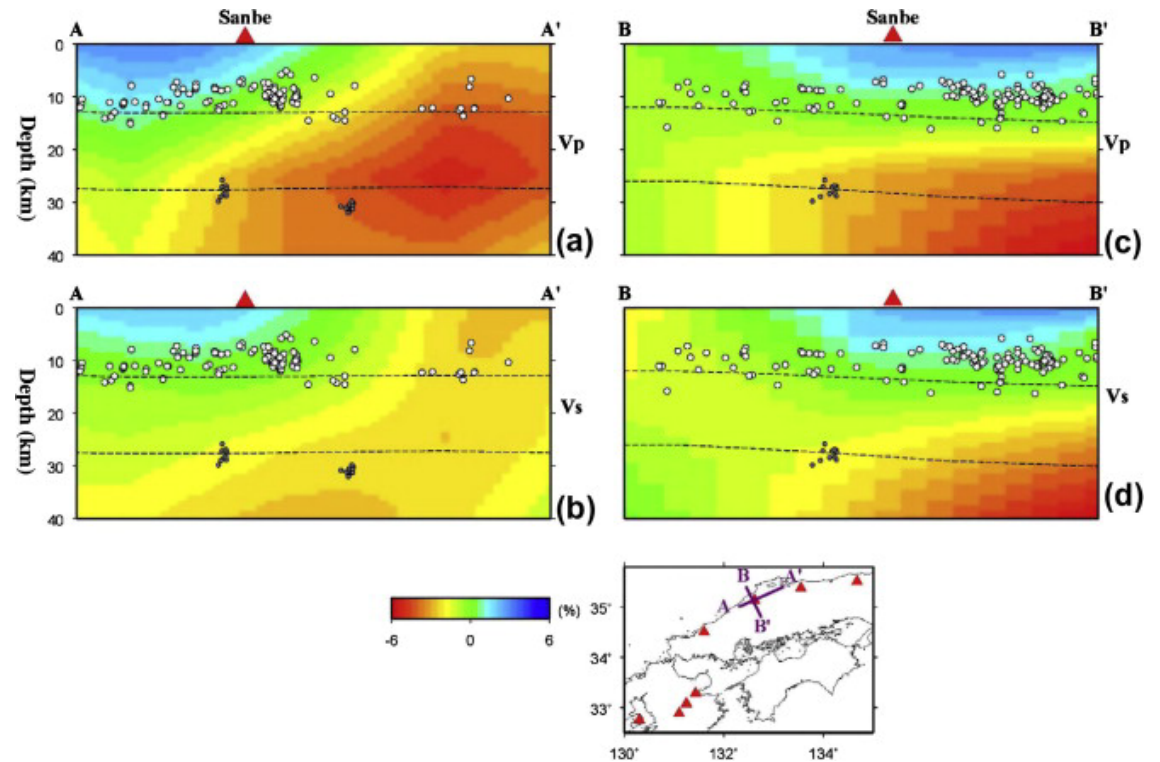 Sanbe Sanbe
A A' B B'
0
10
20
30
40
Depth (km)
Vp Vp
(a) (c)
A A' B B'
0
10
20
30
40
Depth (km)
Vs Vs
(b) (d)
-6 0 6
(%)
B A'
A
B'
35°
34°
33°
130° 132° 134°